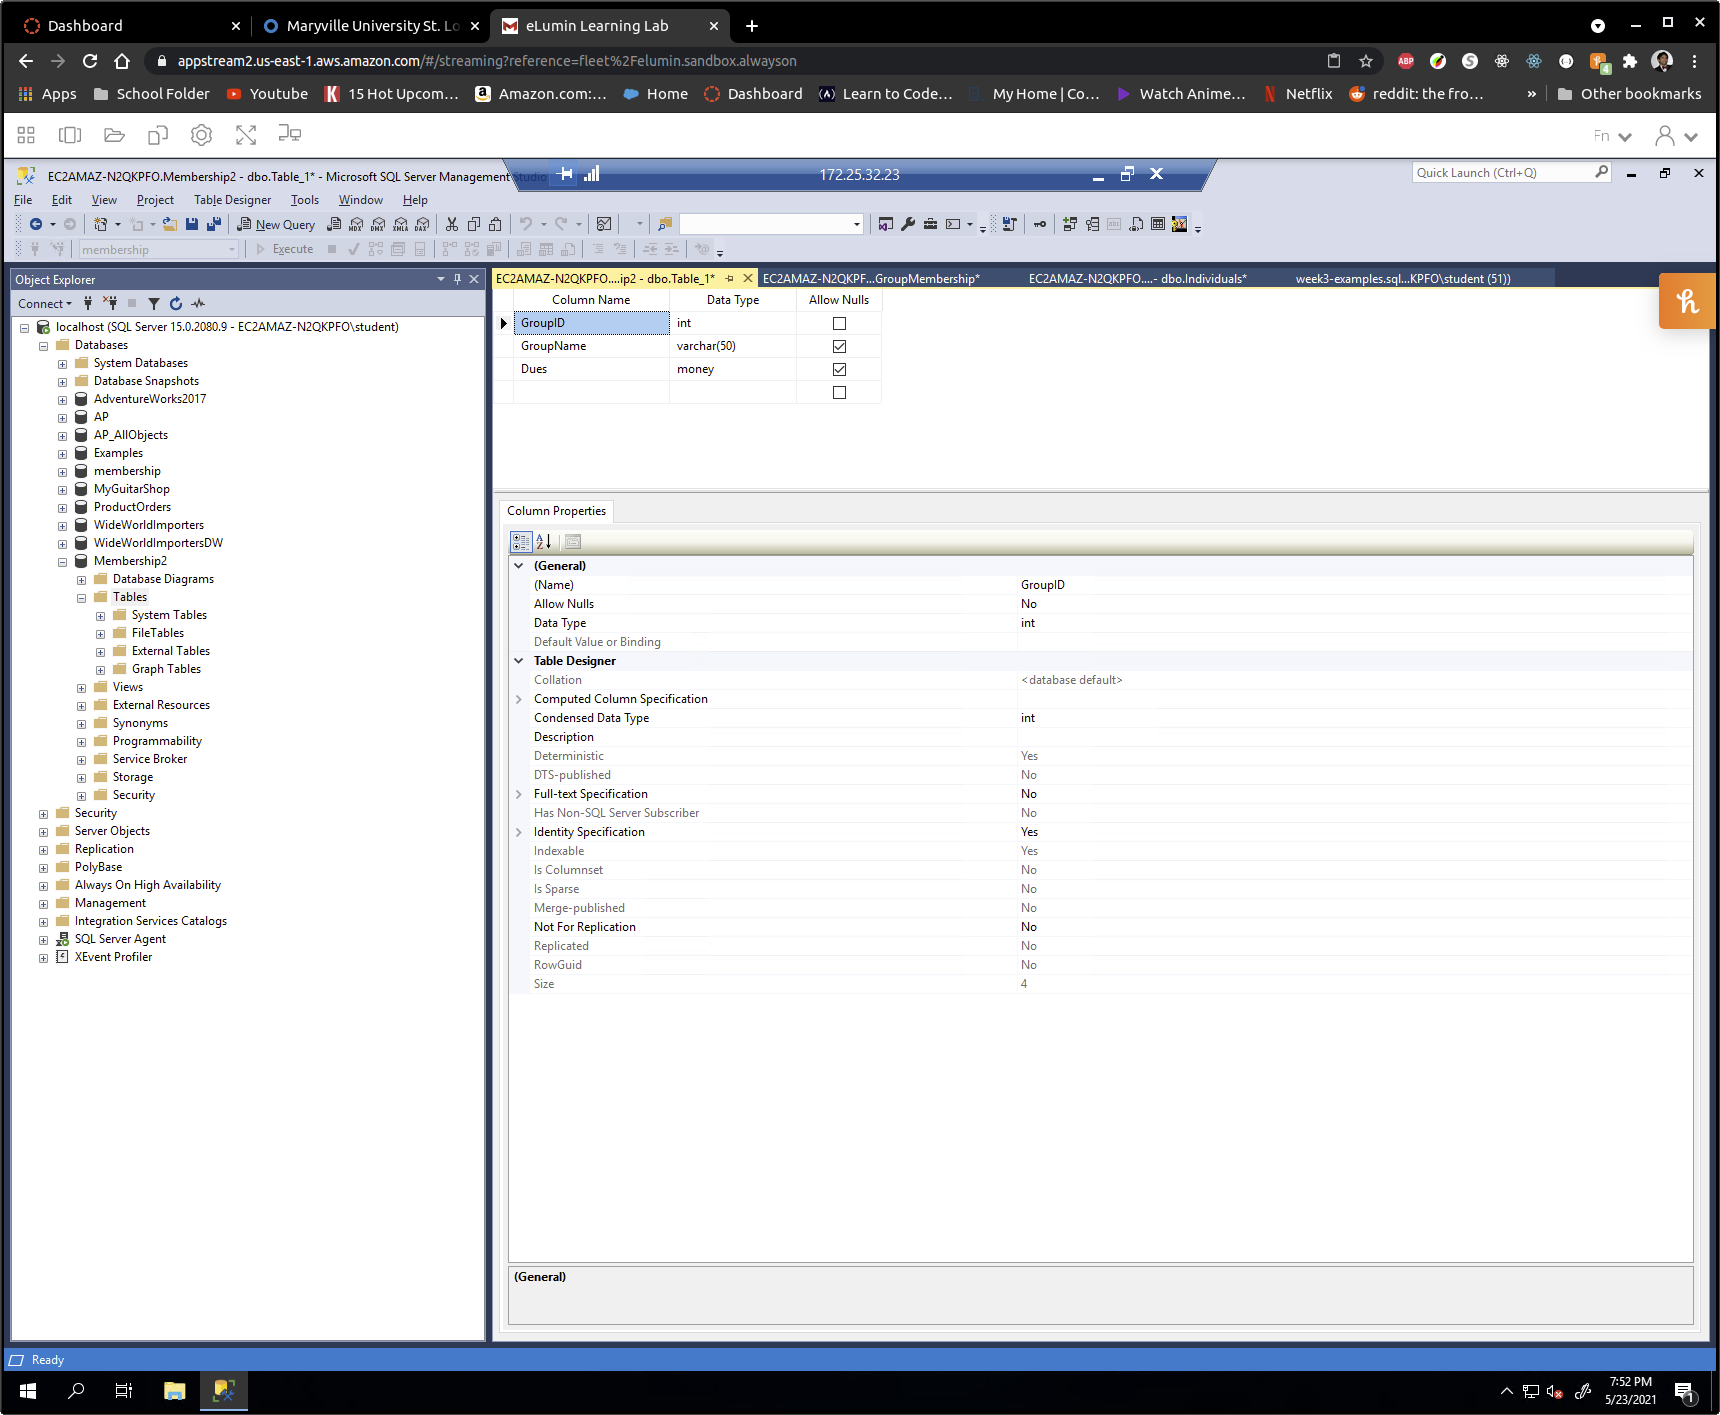 Dashboard
Maryville University St. Lo
eLumin Learning Lab
appstream2.us-east-1.aws.amazon.com/#/streaming?reference=fleet%2Felumin.sandbox.alwayson
ABP
4
Apps
School Folder
Youtube
15 Hot Upcom…
Amazon.com:…
Home
Dashboard
Learn to Code…
My Home | Co…
Watch Anime…
Netflix
reddit: the fro…
»
Other bookmarks
Fn
EC2AMAZ-N2QKPFO.Membership2 - dbo.Table_1* - Microsoft SQL Server Management Studio
172.25.32.23
Quick Launch (Ctrl+Q)
File Edit View Project Table Designer Tools Window Help
New Query
MDX DMX XMLA DAX
membership
Execute
Object Explorer
Connect
localhost (SQL Server 15.0.2080.9 - EC2AMAZ-N2QKPFO\student)
Databases
System Databases
Database Snapshots
AdventureWorks2017
AP
AP_AllObjects
Examples
membership
MyGuitarShop
ProductOrders
WideWorldImporters
WideWorldImportersDW
Membership2
Database Diagrams
Tables
System Tables
FileTables
External Tables
Graph Tables
Views
External Resources
Synonyms
Programmability
Service Broker
Storage
Security
Security
Server Objects
Replication
PolyBase
Always On High Availability
Management
Integration Services Catalogs
SQL Server Agent
XEvent Profiler
EC2AMAZ-N2QKPFO....ip2 - dbo.Table_1*
EC2AMAZ-N2QKPF...GroupMembership*
EC2AMAZ-N2QKPFO....- dbo.Individuals*
week3-examples.sql...KPFO\student (51))
Column Name Data Type Allow Nulls
GroupID int
GroupName varchar(50)
Dues money
h
Column Properties
(General)
(Name) GroupID
Allow Nulls No
Data Type int
Default Value or Binding
Table Designer
Collation <database default>
Computed Column Specification
Condensed Data Type int
Description
Deterministic Yes
DTS-published No
Full-text Specification No
Has Non-SQL Server Subscriber No
Identity Specification Yes
Indexable Yes
Is Columnset No
Is Sparse No
Merge-published No
Not For Replication No
Replicated No
RowGuid No
Size 4
(General)
Ready
7:52 PM
5/23/2021
1